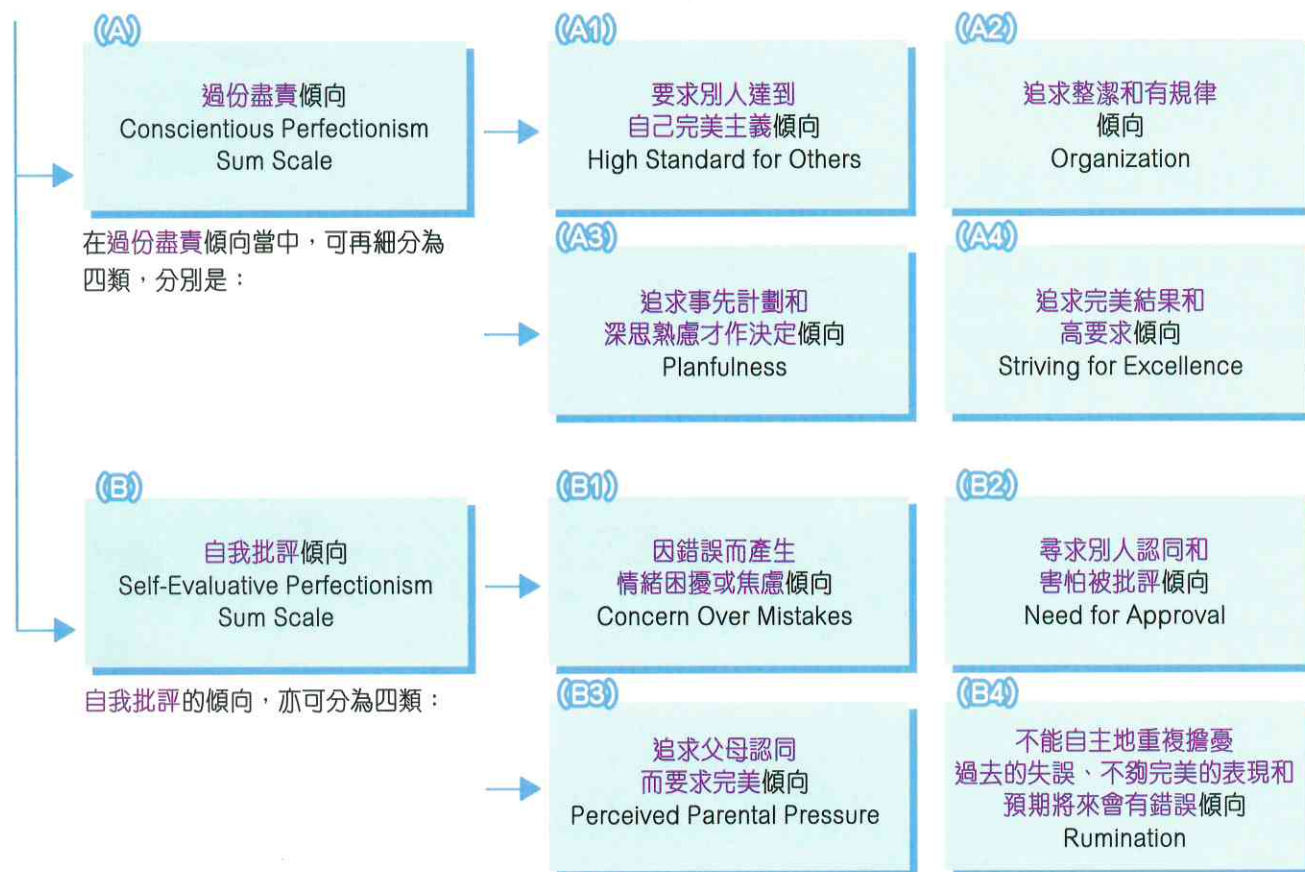 (A)
過份盡責傾向
Conscientious Perfectionism
Sum Scale
在過份盡責傾向當中，可再細分為
四類，分別是：
(A1)
要求別人達到
自己完美主義傾向
High Standard for Others
(A2)
追求整潔和有規律
傾向
Organization
(A3)
追求事先計劃和
深思熟慮才作決定傾向
Planfulness
(A4)
追求完美結果和
高要求傾向
Striving for Excellence
(B)
自我批評傾向
Self-Evaluative Perfectionism
Sum Scale
自我批評的傾向，亦可分為四類：
(B1)
因錯誤而產生
情緒困擾或焦慮傾向
Concern Over Mistakes
(B2)
尋求別人認同和
害怕被批評傾向
Need for Approval
(B3)
追求父母認同
而要求完美傾向
Perceived Parental Pressure
(B4)
不能自主地重複擔憂
過去的失誤、不夠完美的表現和
預期將來會有錯誤傾向
Rumination